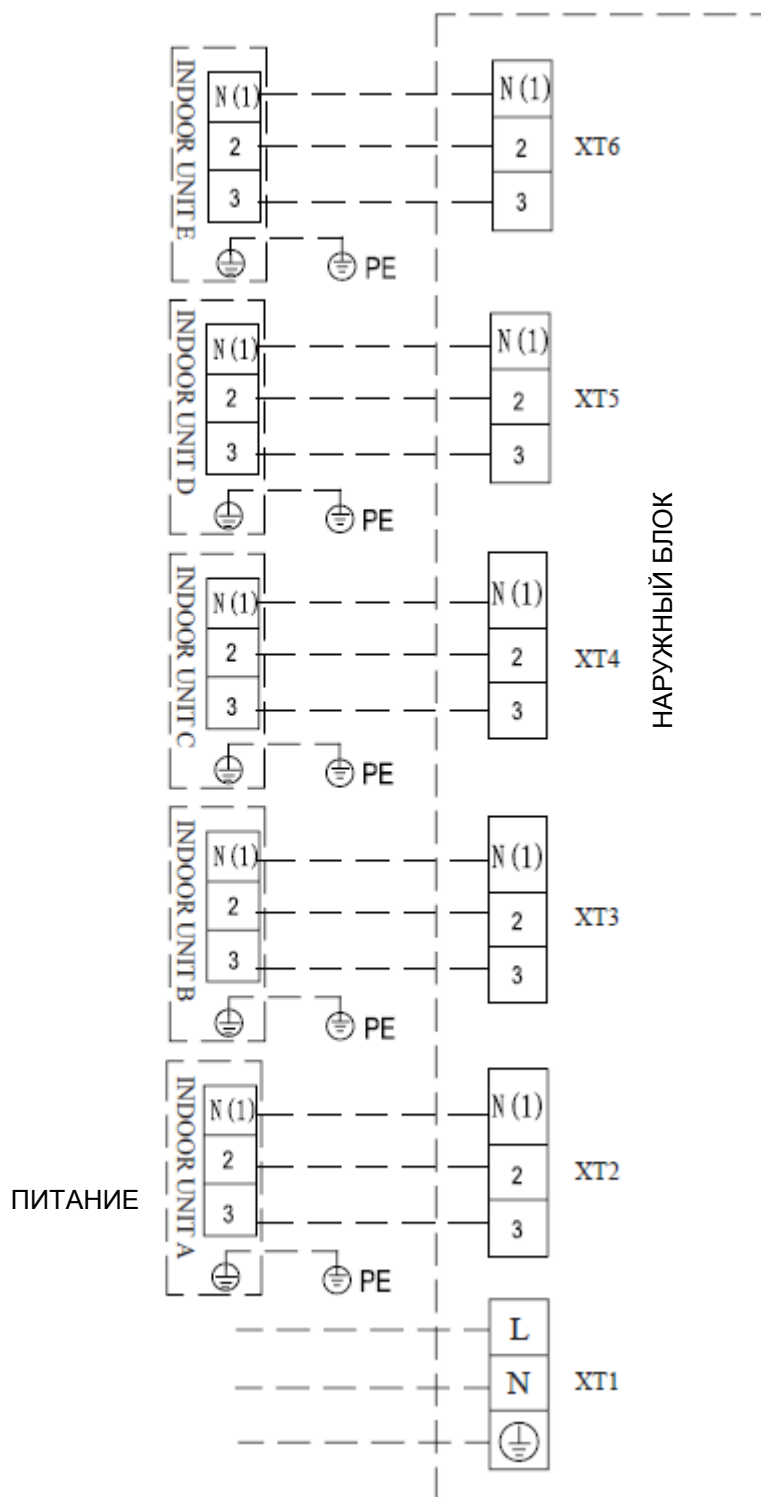 INDOOR UNIT E
N(1)
2
3
PE
N(1)
2
3
XT6
INDOOR UNIT D
N(1)
2
3
PE
N(1)
2
3
XT5
INDOOR UNIT C
N(1)
2
3
PE
N(1)
2
3
XT4
НАРУЖНЫЙ БЛОК
INDOOR UNIT B
N(1)
2
3
PE
N(1)
2
3
XT3
INDOOR UNIT A
N(1)
2
3
PE
N(1)
2
3
XT2
ПИТАНИЕ
L
N
XT1